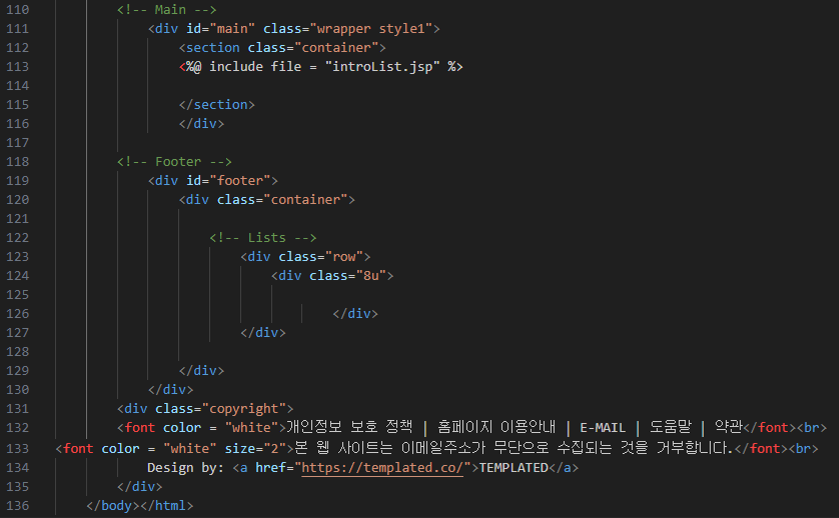 110 <!-- Main -->
111 <div id="main" class="wrapper style1">
112 <section class="container">
113 <%@ include file = "introList.jsp" %>
114
115 </section>
116 </div>
117
118 <!-- Footer -->
119 <div id="footer">
120 <div class="container">
121
122 <!-- Lists -->
123 <div class="row">
124 <div class="8u">
125
126 </div>
127 </div>
128
129 </div>
130 </div>
131 <div class="copyright">
132 <font color = "white">개인정보 보호 정책 | 홈페이지 이용안내 | E-MAIL | 도움말 | 약관</font><br>
133 <font color = "white" size="2">본 웹 사이트는 이메일주소가 무단으로 수집되는 것을 거부합니다.</font><br>
134 Design by: <a href="https://templated.co/">TEMPLATED</a>
135 </div>
136 </body></html>